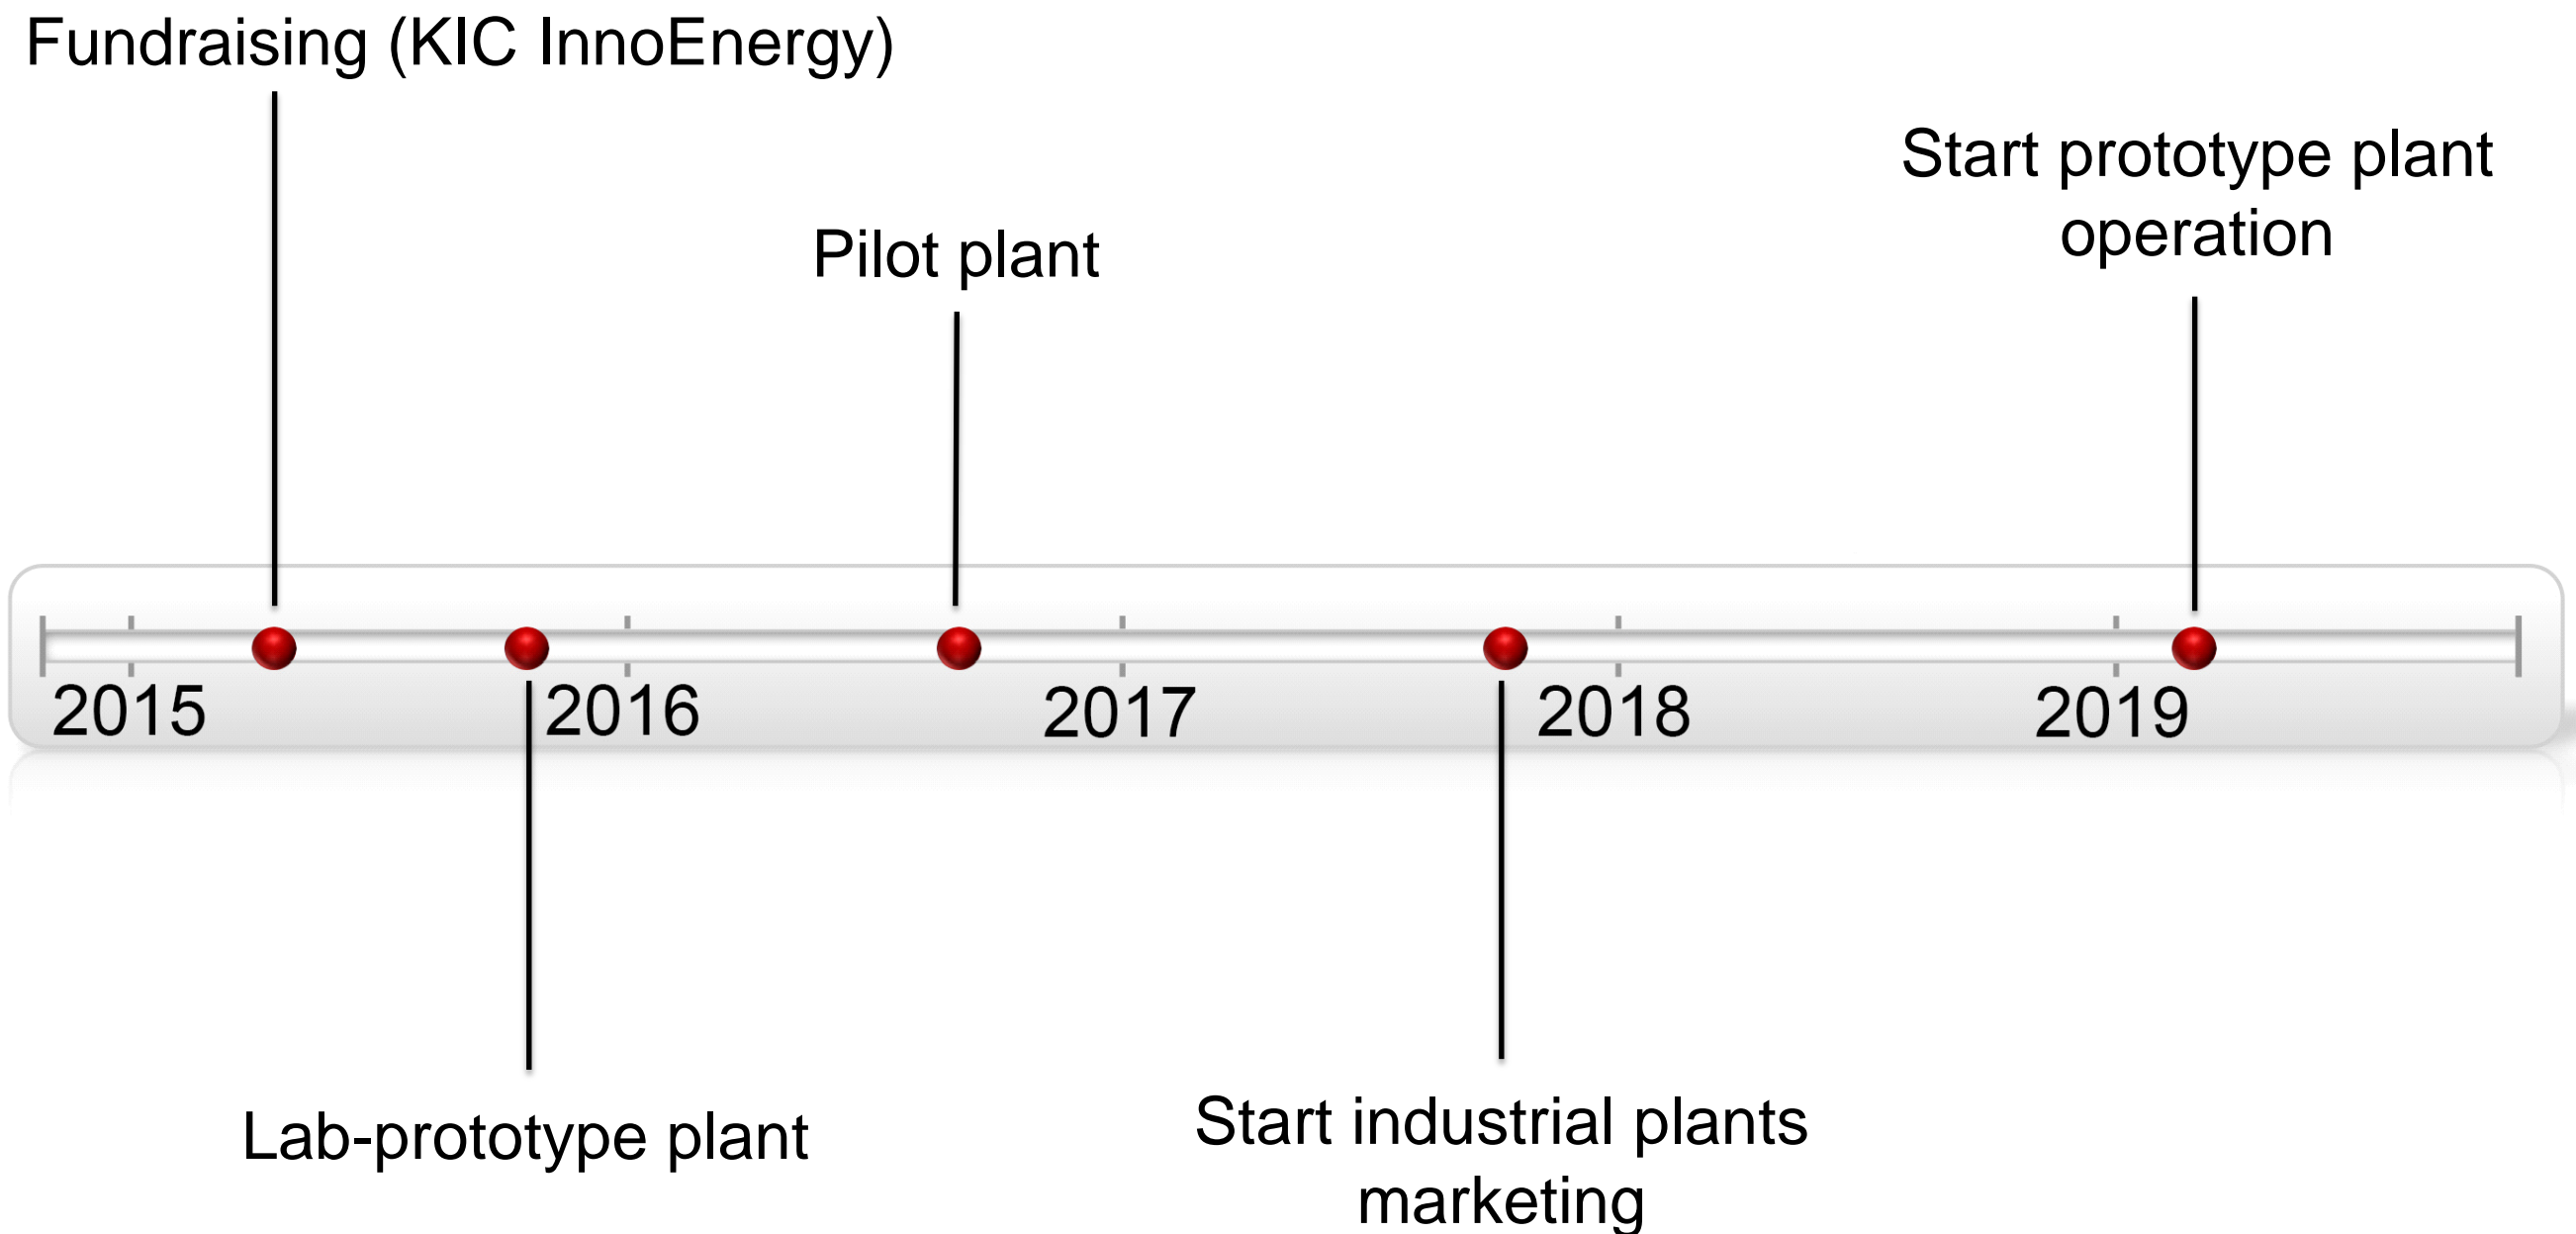 Fundraising (KIC InnoEnergy)
Start prototype plant
operation
Pilot plant
2015
2016
2017
2018
2019
Lab-prototype plant
Start industrial plants
marketing